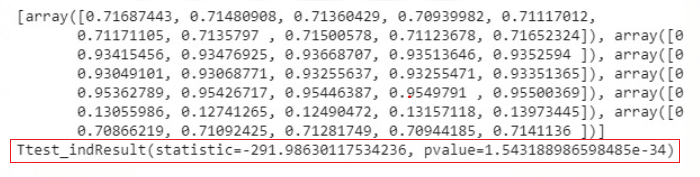 [array([0.71687443, 0.71480908, 0.71360429, 0.70939982, 0.71117012,
0.71171105, 0.7135797 , 0.71500578, 0.71123678, 0.71652324]), array([0
0.93415456, 0.93476925, 0.93668707, 0.93513646, 0.9352594 ]), array([0
0.93049101, 0.93068771, 0.93255637, 0.93255471, 0.93351365]), array([0
0.95362789, 0.95426717, 0.95446387, 0.9549791 , 0.95500369]), array([0
0.13055986, 0.12741265, 0.12490472, 0.13157118, 0.13973445]), array([0
0.70866219, 0.71092425, 0.71281749, 0.70944185, 0.7141136 ])]
Ttest_indResult(statistic=-291.98630117534236, pvalue=1.543188986598485e-34)